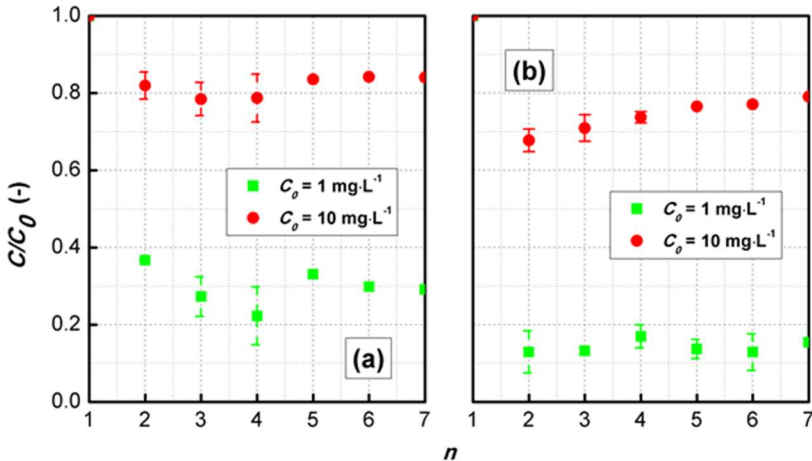 1.0
0.8
0.6
0.4
0.2
0.0
C/C₀ (-)
C₀ = 1 mg·L⁻¹
C₀ = 10 mg·L⁻¹
(a)
1 2 3 4 5 6 7
(b)
C₀ = 1 mg·L⁻¹
C₀ = 10 mg·L⁻¹
1 2 3 4 5 6 7
n